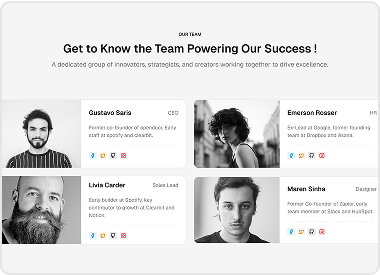 OUR TEAM
Get to Know the Team Powering Our Success !
A dedicated group of innovators, strategists, and creators working together to drive excellence.
Gustavo Saris
CEO
Former co-founder of opendoor. Early
staff at spotify and clearbit.
Emerson Rosser
HR
Ex-Lead at Google, former founding
team at Dropbox and Asana.
Livia Carder
Sales Lead
Early builder at Spotify, key
contributor to growth at Clearbit and
Notion.
Maren Sinha
Designer
Former Co-founder of Zapier, early
team member at Slack and HubSpot